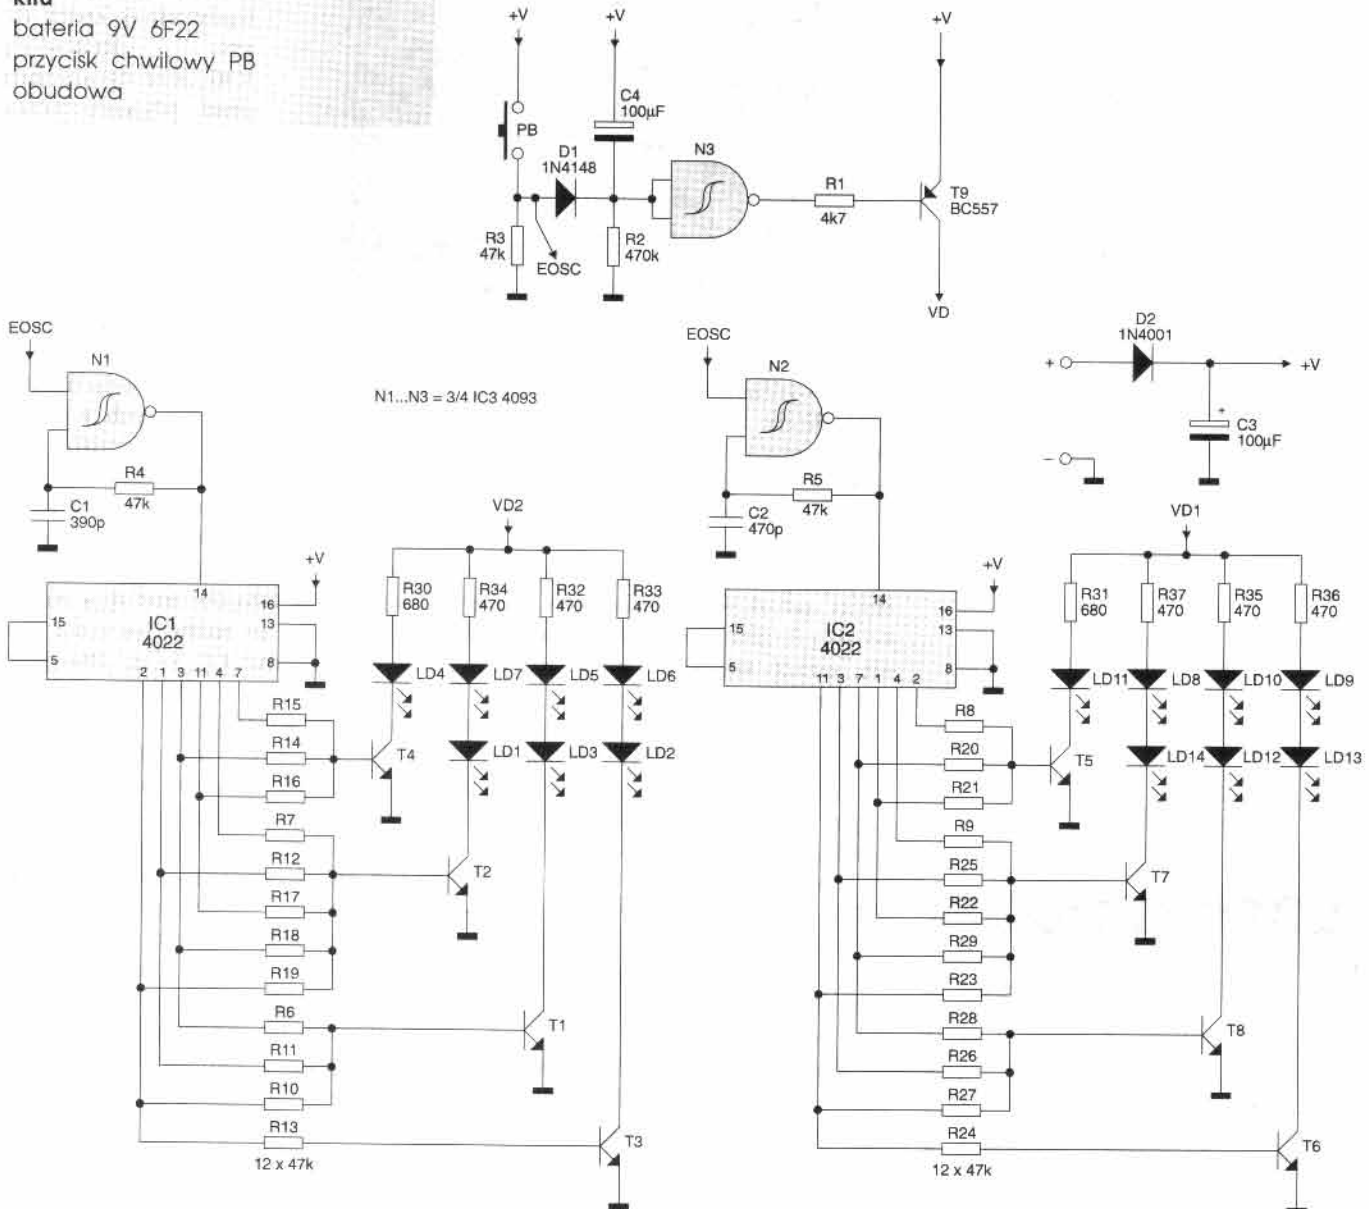 kitu
bateria 9V 6F22
przycisk chwilowy PB
obudowa
+V
+V
+V
PB
C4
100µF
D1
1N4148
N3
R1
4k7
T9
BC557
R3
47k
EOSC
R2
470k
VD
EOSC
N1
N1...N3 = 3/4 IC3 4093
R4
47k
C1
390p
EOSC
N2
R5
47k
C2
470p
D2
1N4001
+
+V
+
C3
100µF
−
VD2
+V
14
16
15
IC1
4022
13
5
8
2 1 3 11 4 7
R30
680
R34
470
R32
470
R33
470
LD4
LD7
LD5
LD6
LD1
LD3
LD2
R15
R14
R16
T4
R7
R12
R17
R18
R19
T2
R6
R11
R10
T1
R13
12 x 47k
T3
VD1
+V
14
16
15
IC2
4022
13
5
8
11 3 7 1 4 2
R31
680
R37
470
R35
470
R36
470
LD11
LD8
LD10
LD9
LD14
LD12
LD13
R8
R20
R21
T5
R9
R25
R22
R29
R23
T7
R28
R26
R27
T8
R24
12 x 47k
T6